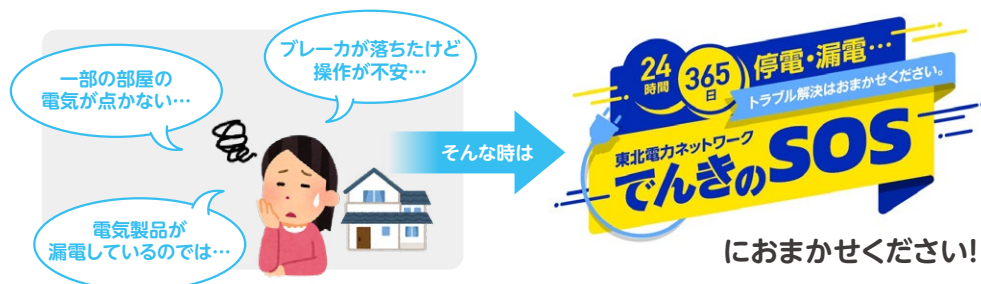 一部の部屋の
電気が点かない…
ブレーカが落ちたけど
操作が不安…
電気製品が
漏電しているのでは…
そんな時は
24
時間
365
日
停電・漏電…
トラブル解決はおまかせください。
東北電力ネットワーク
でんきのSOS
におまかせください!